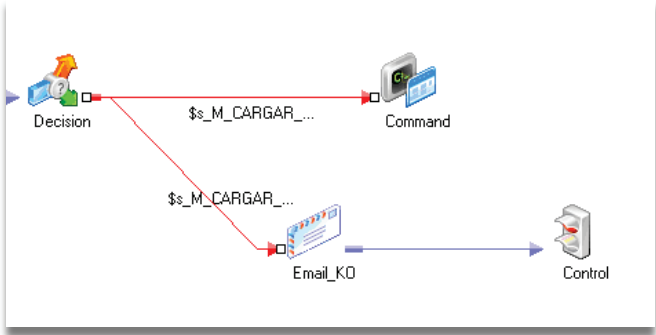 Decision
$s_M_CARGAR_...
Command
$s_M_CARGAR_...
Email_KO
Control